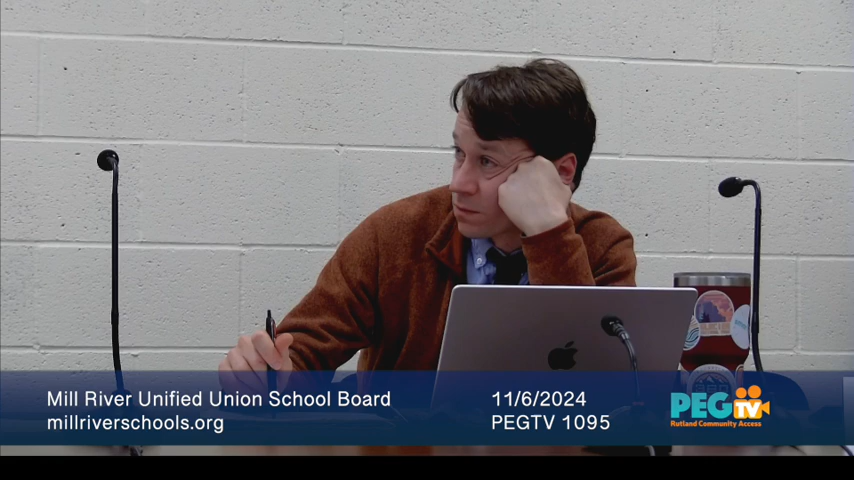 Mill River Unified Union School Board
millriverschools.org
11/6/2024
PEGTV 1095
PEG TV
Rutland Community Access